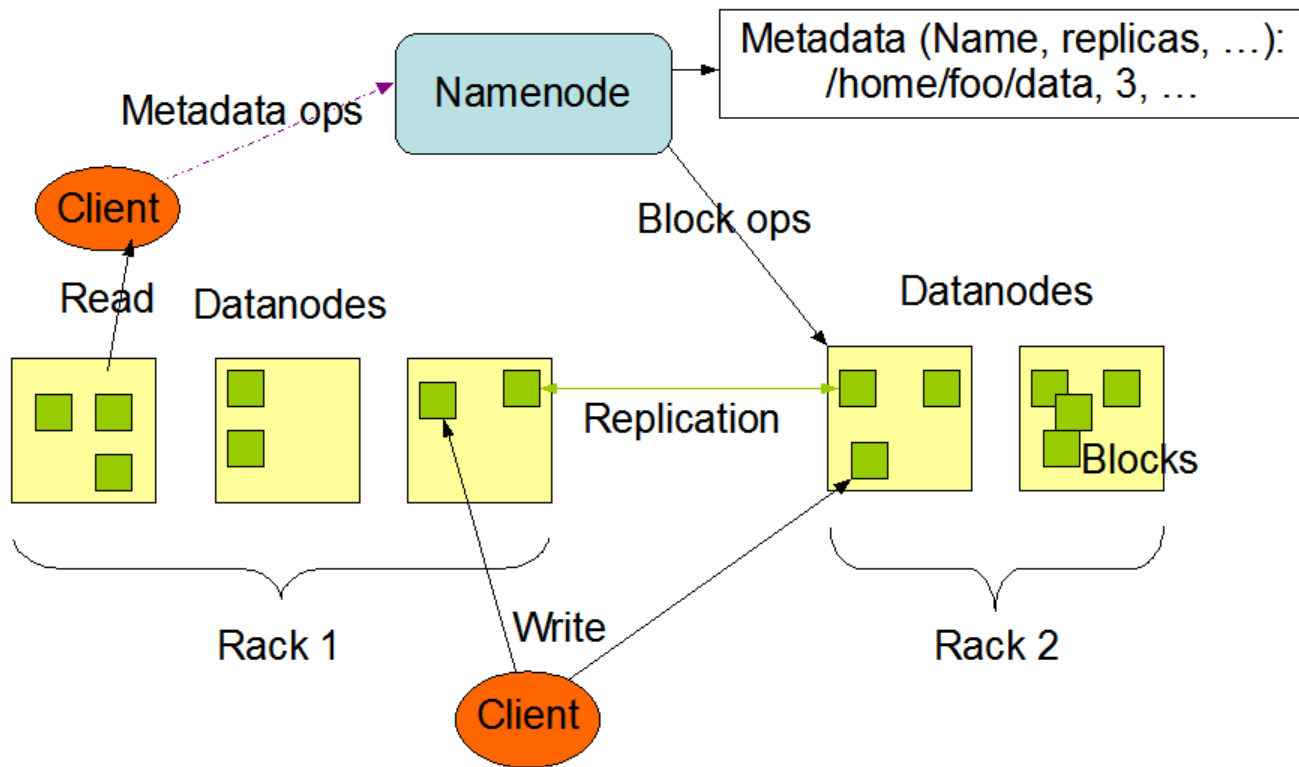 Metadata (Name, replicas, …):
/home/foo/data, 3, …
Namenode
Metadata ops
Client
Block ops
Read
Datanodes
Datanodes
Replication
Blocks
Rack 1
Write
Rack 2
Client